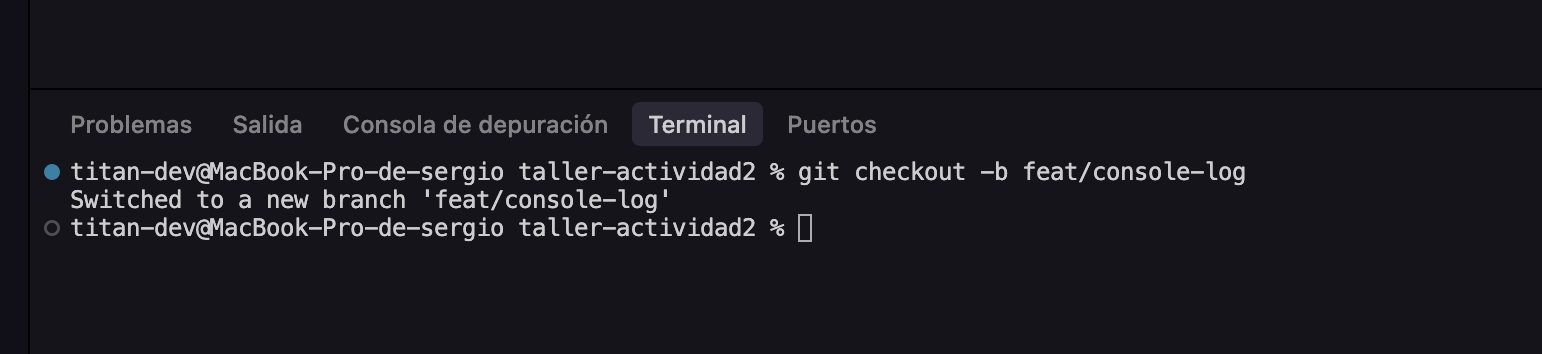 Problemas Salida Consola de depuración Terminal Puertos
titan-dev@MacBook-Pro-de-sergio taller-actividad2 % git checkout -b feat/console-log
Switched to a new branch 'feat/console-log'
titan-dev@MacBook-Pro-de-sergio taller-actividad2 %